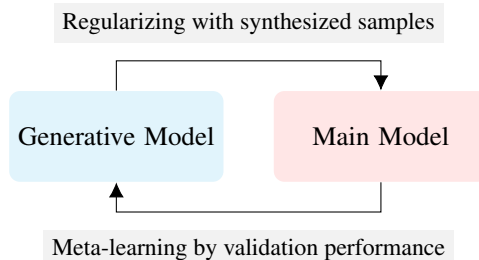 Regularizing with synthesized samples
Generative Model
Main Model
Meta-learning by validation performance